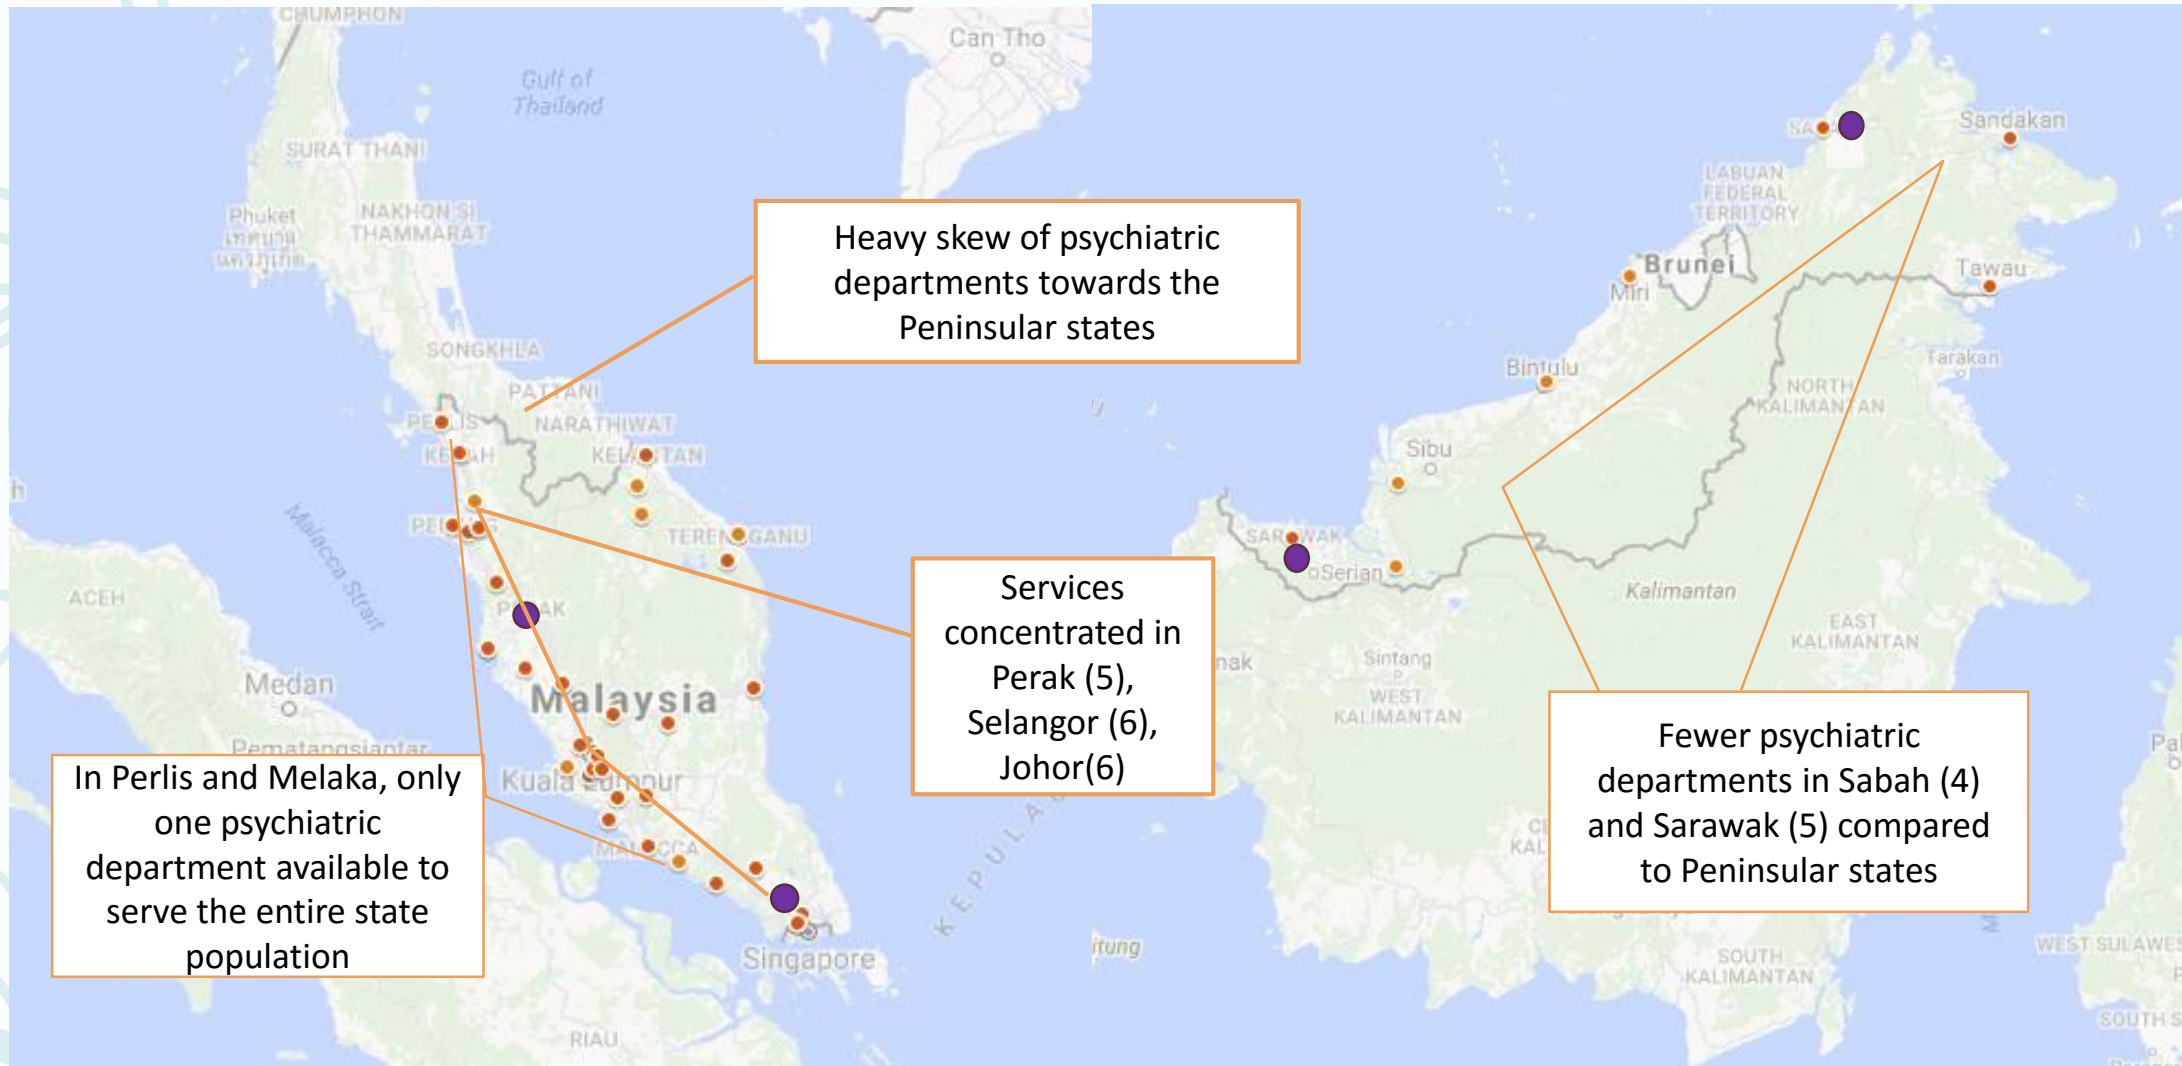 CHUMPHON
Can Tho
Gulf of
Thailand
SURAT THANI
Phuket
NAKHON SI
THAMMARAT
SONGKHLA
PATTANI
NARATHIWAT
Heavy skew of psychiatric
departments towards the
Peninsular states
Malacca Strait
ACEH
Medan
Pematangsiantar
Malaysia
Services
concentrated in
Perak (5),
Selangor (6),
Johor(6)
In Perlis and Melaka, only
one psychiatric
department available to
serve the entire state
population
Singapore
RIAU
Sandakan
LABUAN
FEDERAL
TERRITORY
Brunei
Miri
Tawau
Bintulu
Tarakan
NORTH
KALIMANTAN
Sibu
Serian
Kalimantan
EAST
KALIMANTAN
Sintang
WEST
KALIMANTAN
Fewer psychiatric
departments in Sabah (4)
and Sarawak (5) compared
to Peninsular states
SOUTH
KALIMANTAN